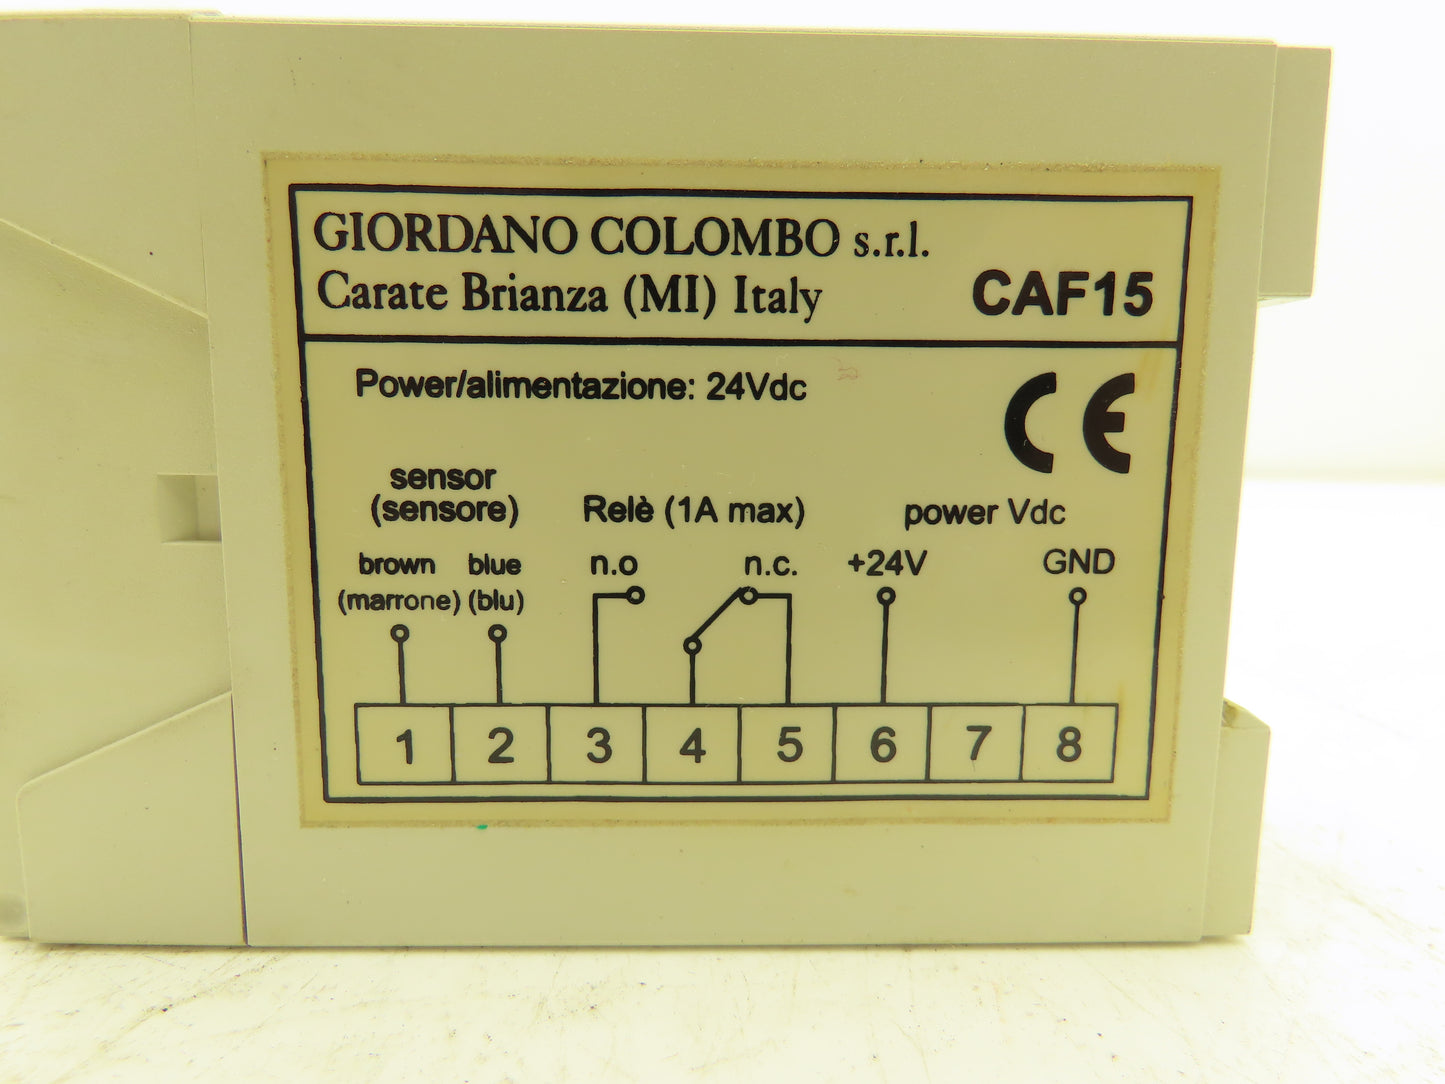 GIORDANO COLOMBO s.r.l.
Carate Brianza (MI) Italy CAF15
Power/alimentazione: 24Vdc
CE
sensor
(sensore) Relè (1A max) power Vdc
brown blue n.o n.c. +24V GND
(marrone) (blu)
1 2 3 4 5 6 7 8